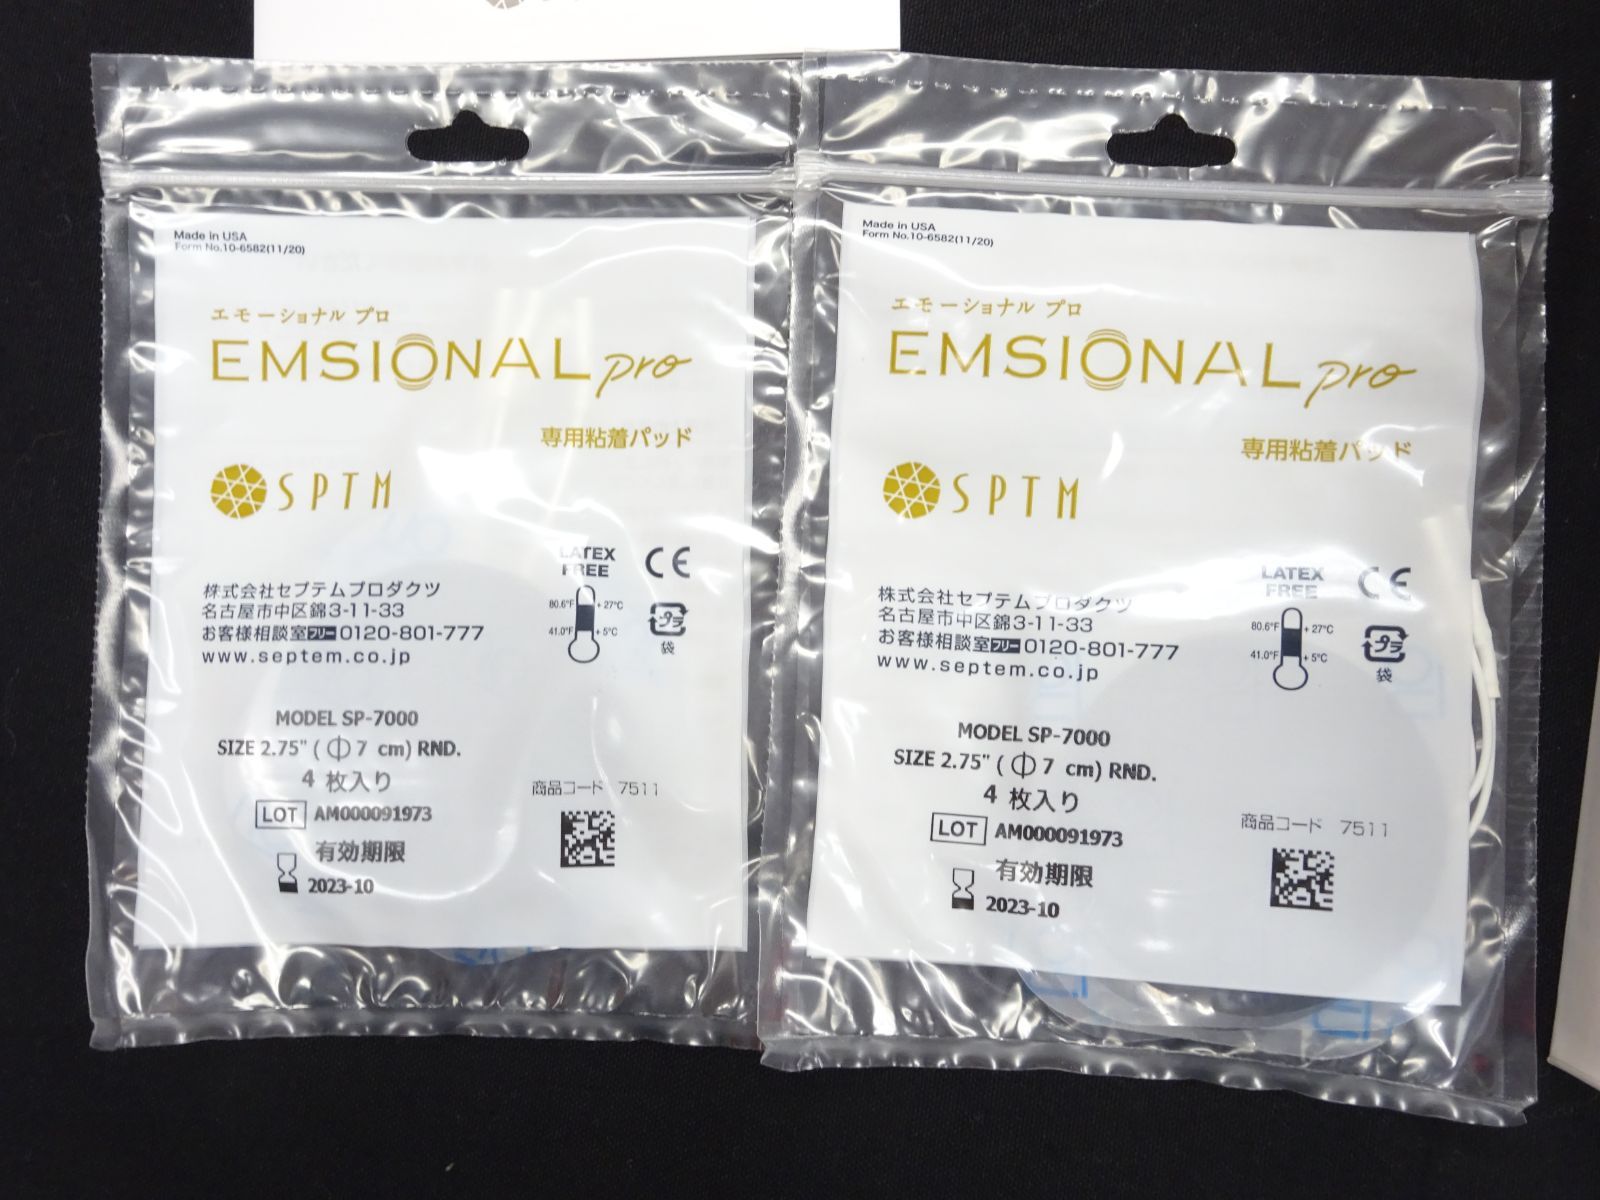 Made in USA
Form No.10-6582(11/20)
エモーショナル プロ
EMSIONAL pro
専用粘着パッド
SPTM
LATEX
FREE
CE
株式会社セプテムプロダクツ
名古屋市中区錦3-11-33
お客様相談室フリー0120-801-777
www.septem.co.jp
80.6°F +27°C
41.0°F +5°C
プラ
袋
MODEL SP-7000
SIZE 2.75" (Φ7 cm) RND.
4 枚入り
LOT AM000091973
有効期限
2023-10
商品コード 7511
Made in USA
Form No.10-6582(11/20)
エモーショナル プロ
EMSIONAL pro
専用粘着パッド
SPTM
LATEX
FREE
CE
株式会社セプテムプロダクツ
名古屋市中区錦3-11-33
お客様相談室フリー0120-801-777
www.septem.co.jp
80.6°F +27°C
41.0°F +5°C
プラ
袋
MODEL SP-7000
SIZE 2.75" (Φ7 cm) RND.
4 枚入り
LOT AM000091973
有効期限
2023-10
商品コード 7511